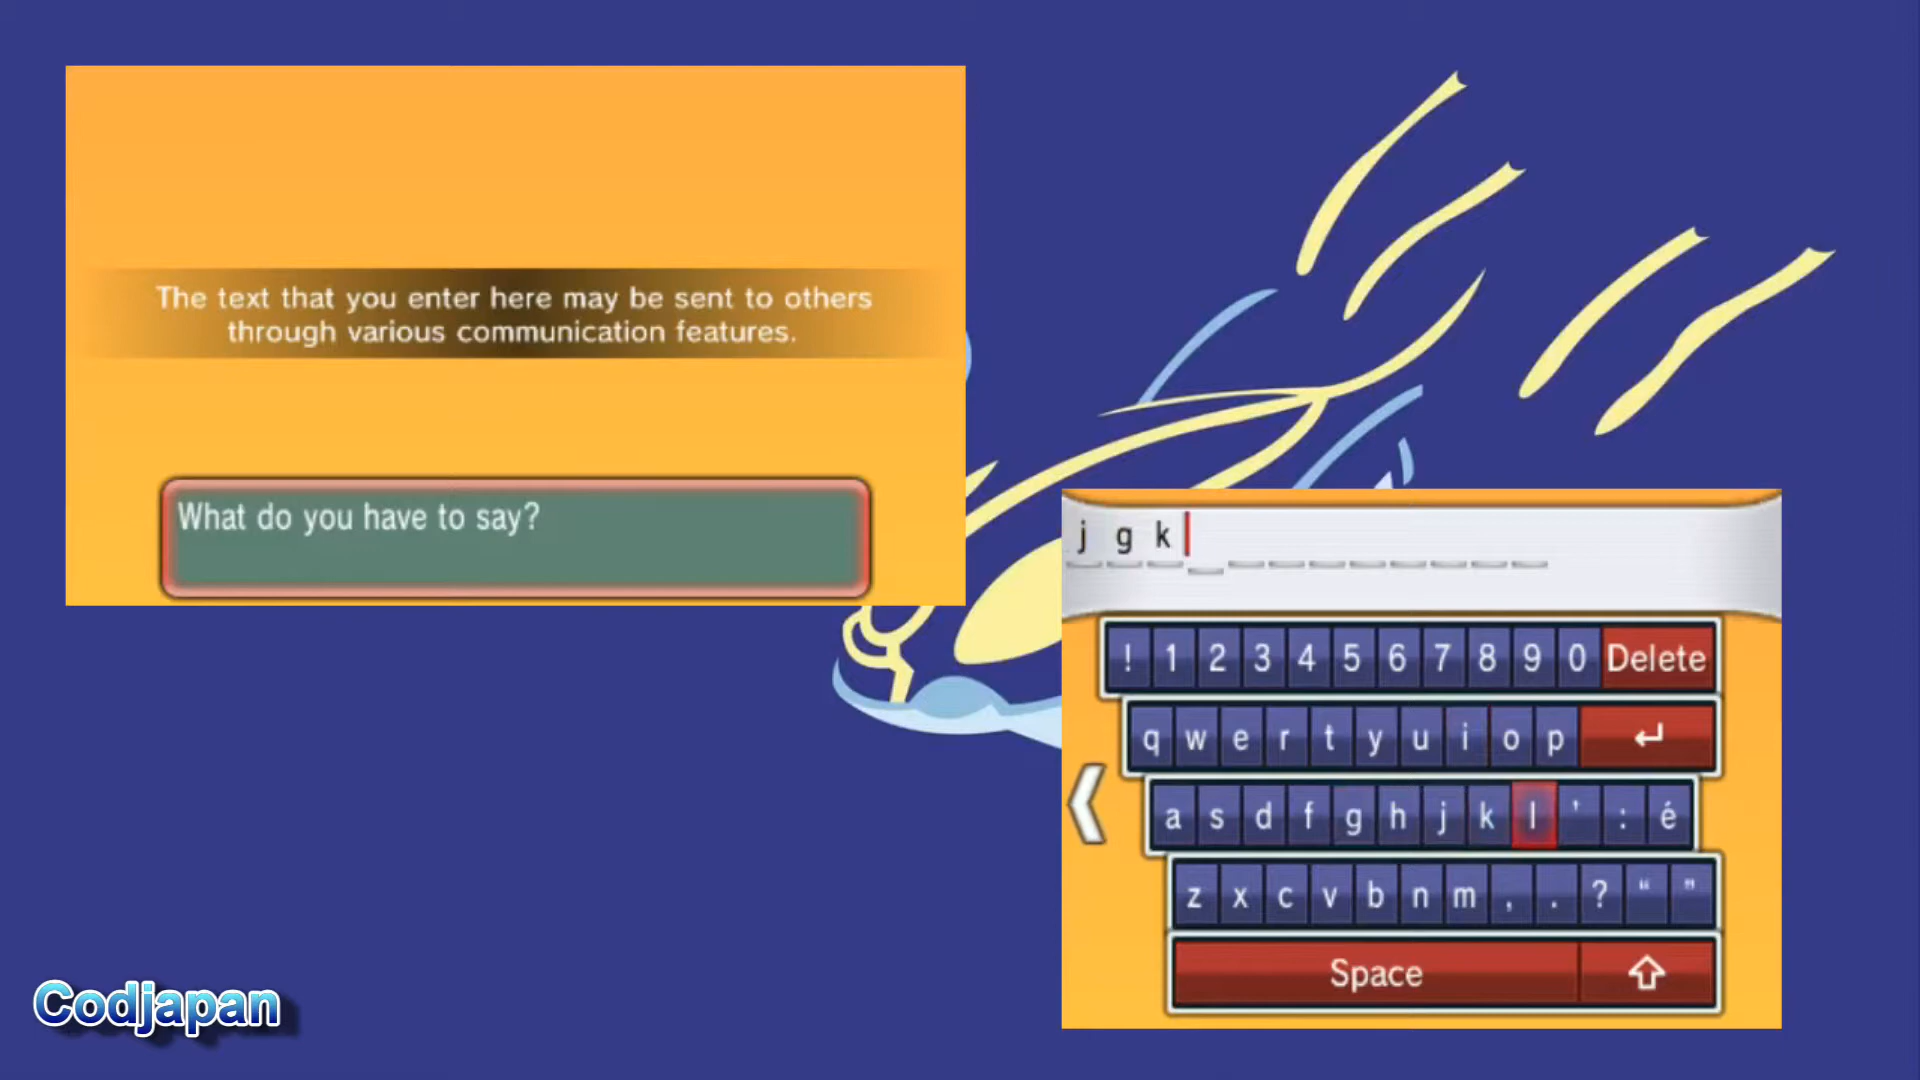 The text that you enter here may be sent to others
through various communication features.
What do you have to say?
j g k
! 1 2 3 4 5 6 7 8 9 0 Delete
q w e r t y u i o p ↵
a s d f g h j k l ' : é
z x c v b n m , . ? “ ”
Space
Codjapan